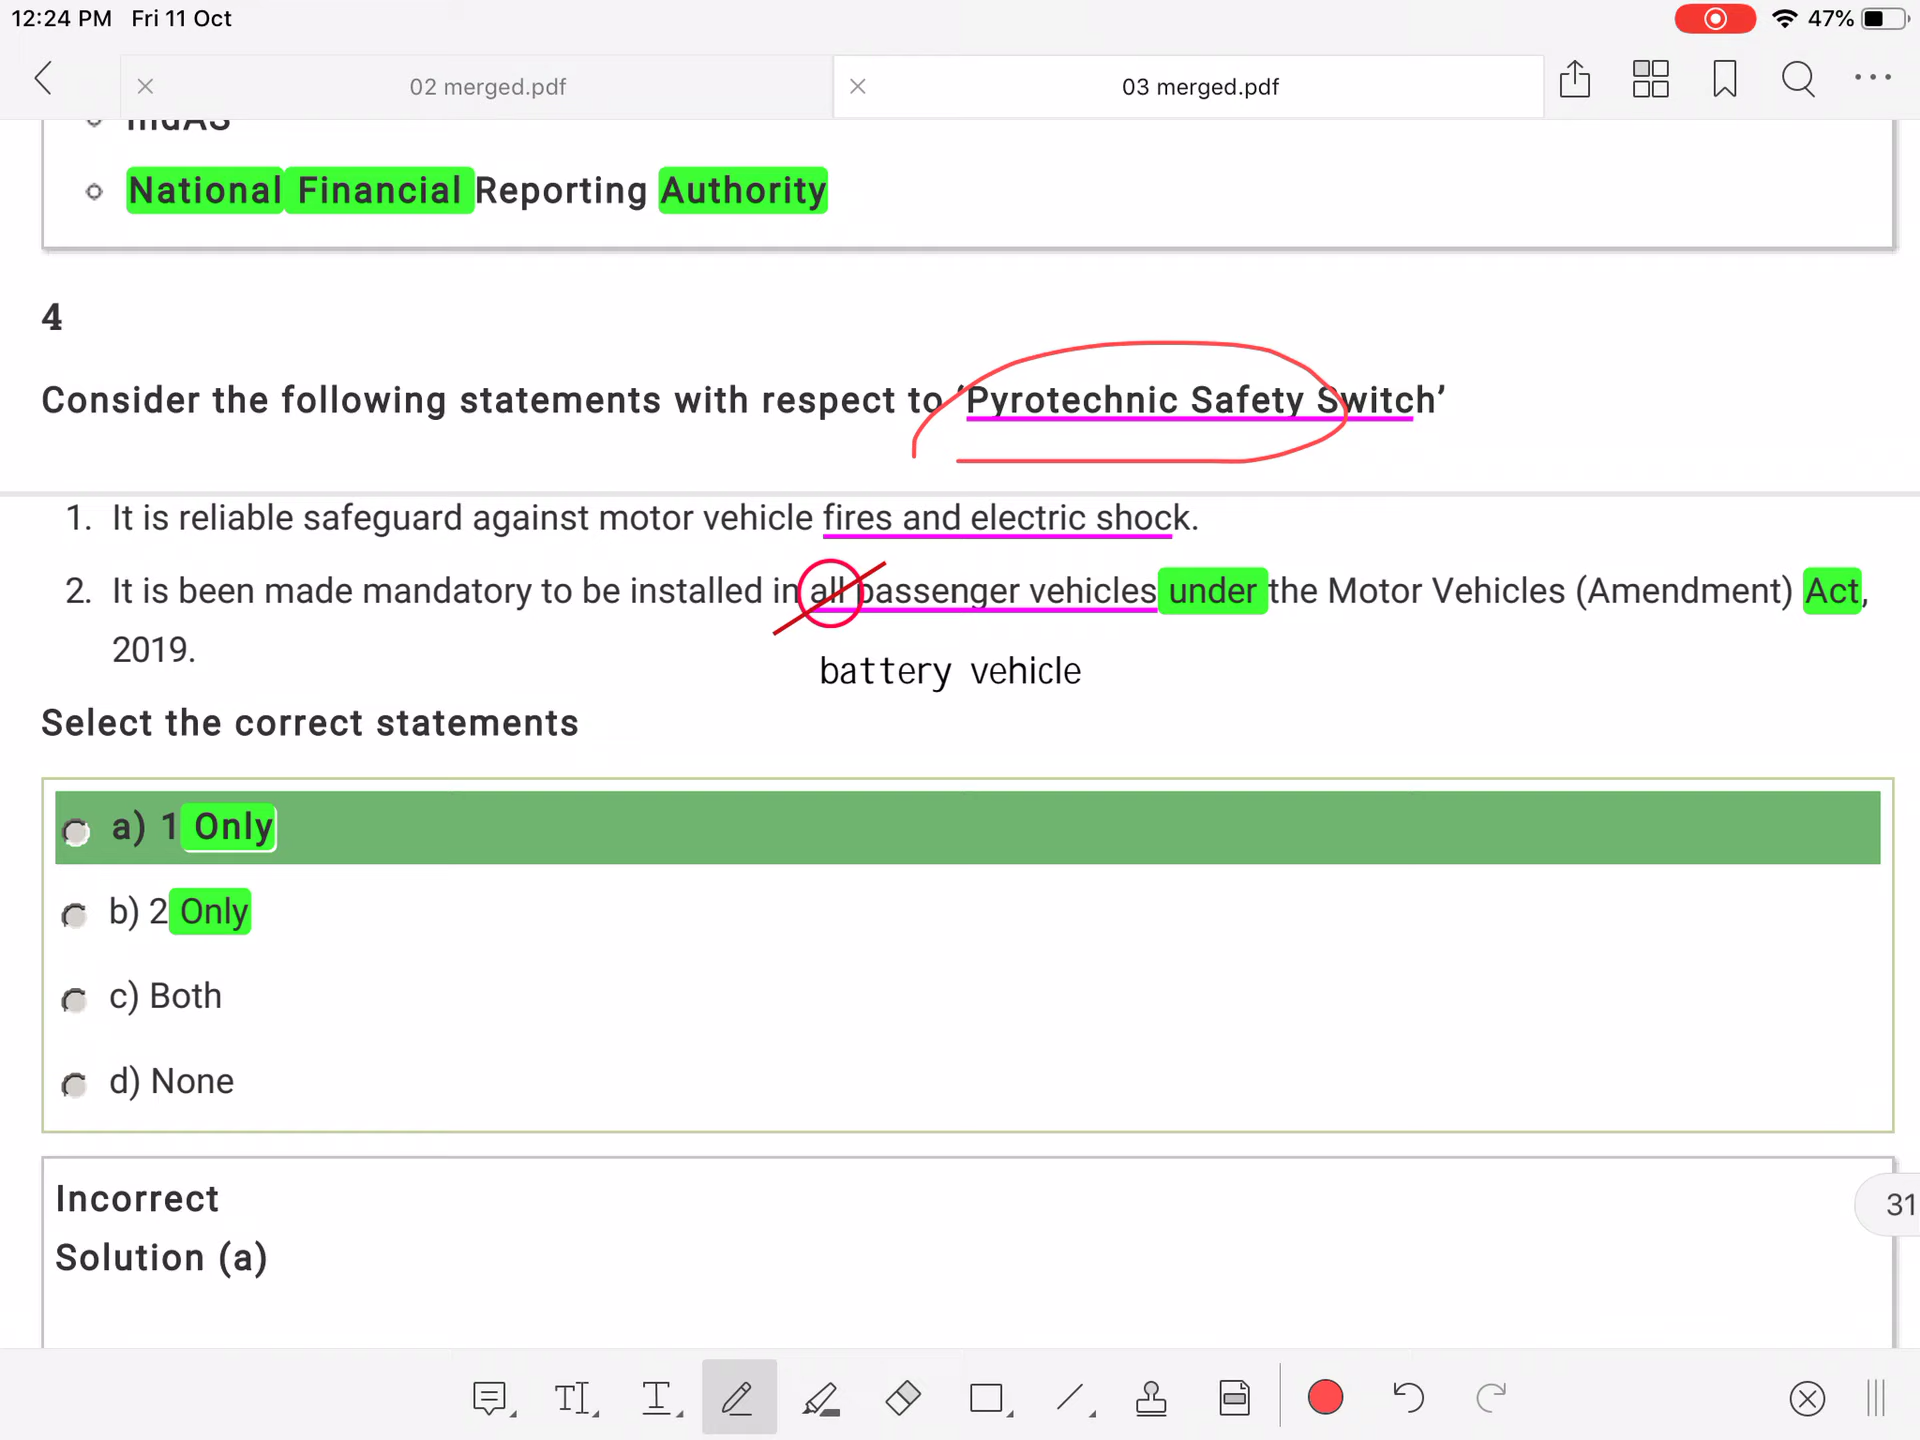 12:24 PM Fri 11 Oct
47%
02 merged.pdf
03 merged.pdf
IndAS
National Financial Reporting Authority
4
Consider the following statements with respect to ‘Pyrotechnic Safety Switch’
1. It is reliable safeguard against motor vehicle fires and electric shock.
2. It is been made mandatory to be installed in all passenger vehicles under the Motor Vehicles (Amendment) Act,
2019.
battery vehicle
Select the correct statements
a) 1 Only
b) 2 Only
c) Both
d) None
Incorrect
31
Solution (a)